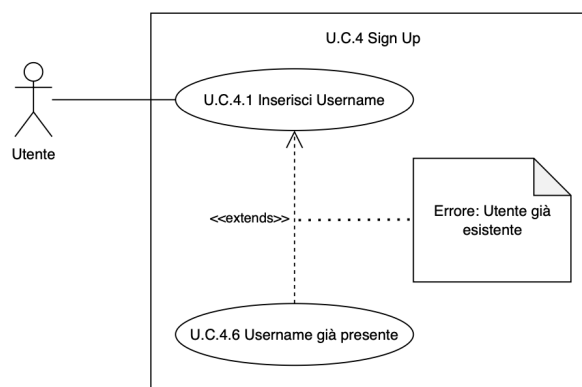 U.C.4 Sign Up
U.C.4.1 Inserisci Username
Utente
<<extends>>
Errore: Utente già
esistente
U.C.4.6 Username già presente